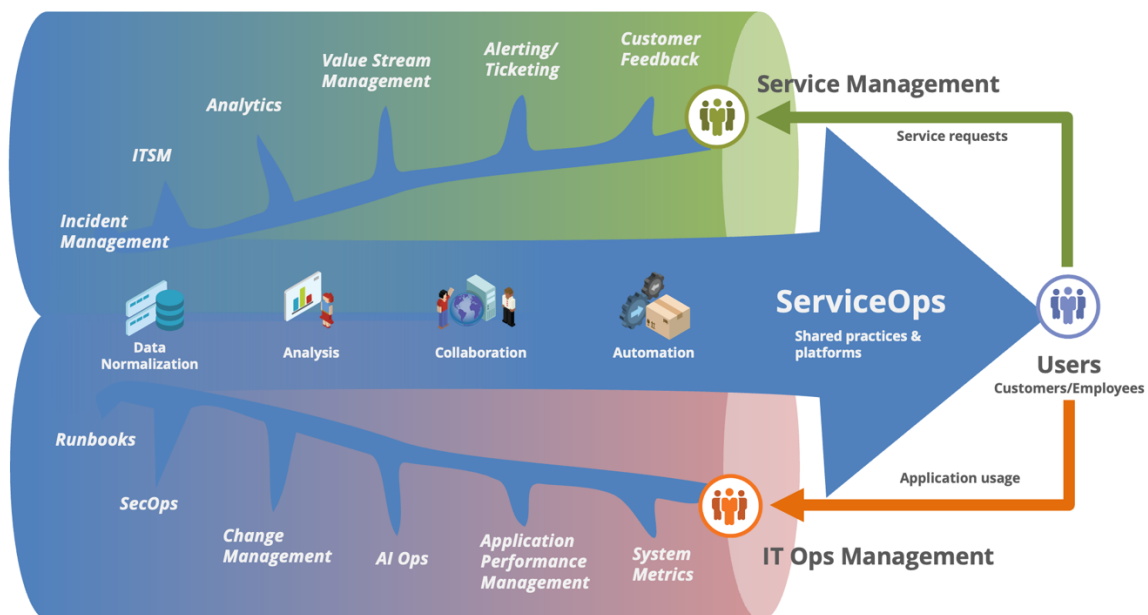 Customer
Feedback
Alerting/
Ticketing
Value Stream
Management
Analytics
ITSM
Incident
Management
Service Management
Service requests
Data
Normalization
Analysis
Collaboration
Automation
ServiceOps
Shared practices &
platforms
Users
Customers/Employees
Runbooks
SecOps
Change
Management
AI Ops
Application
Performance
Management
System
Metrics
Application usage
IT Ops Management